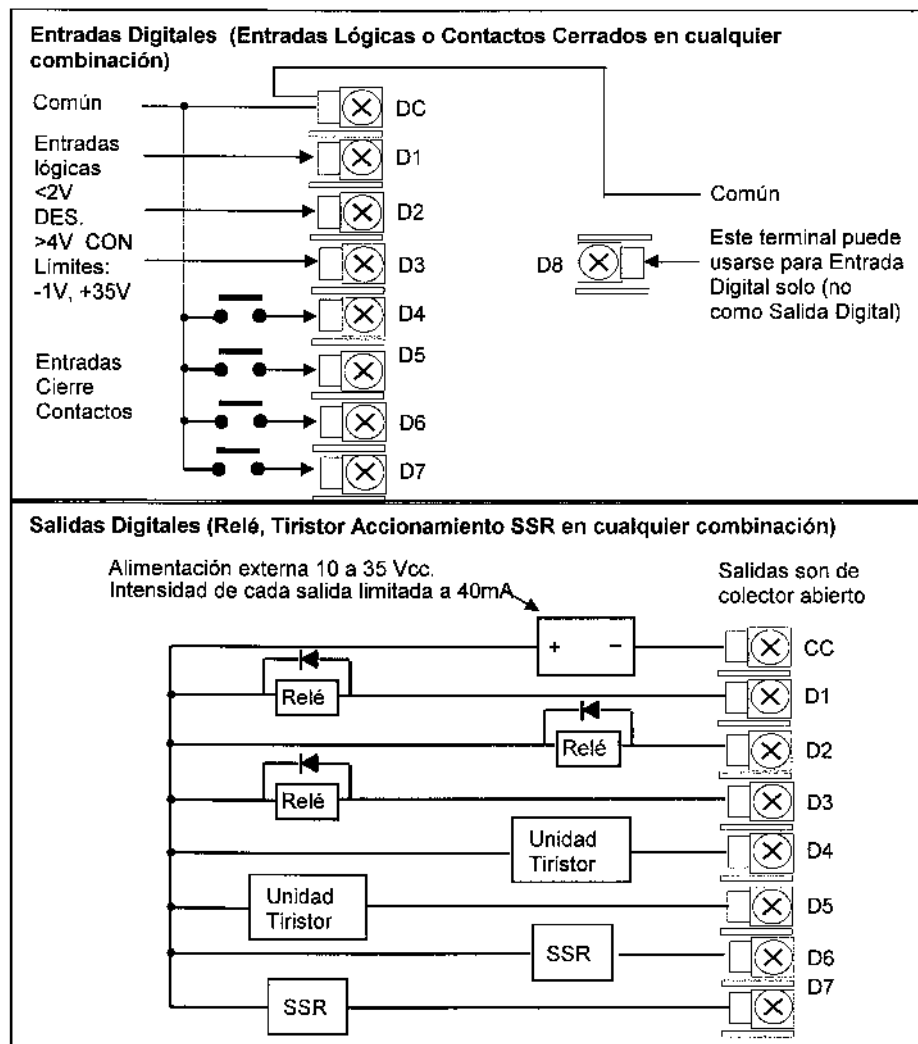 Entradas Digitales (Entradas Lógicas o Contactos Cerrados en cualquier
combinación)
Común
DC
Entradas
lógicas
<2V
DES.
>4V CON
Límites:
-1V, +35V
D1
D2
D3
D4
D5
D6
D7
Entradas
Cierre
Contactos
Común
D8
Este terminal puede
usarse para Entrada
Digital solo (no
como Salida Digital)
Salidas Digitales (Relé, Tiristor Accionamiento SSR en cualquier combinación)
Alimentación externa 10 a 35 Vcc.
Intensidad de cada salida limitada a 40mA
Salidas son de
colector abierto
+ −
CC
Relé
D1
Relé
D2
Relé
D3
Unidad
Tiristor
D4
Unidad
Tiristor
D5
SSR
D6
D7
SSR